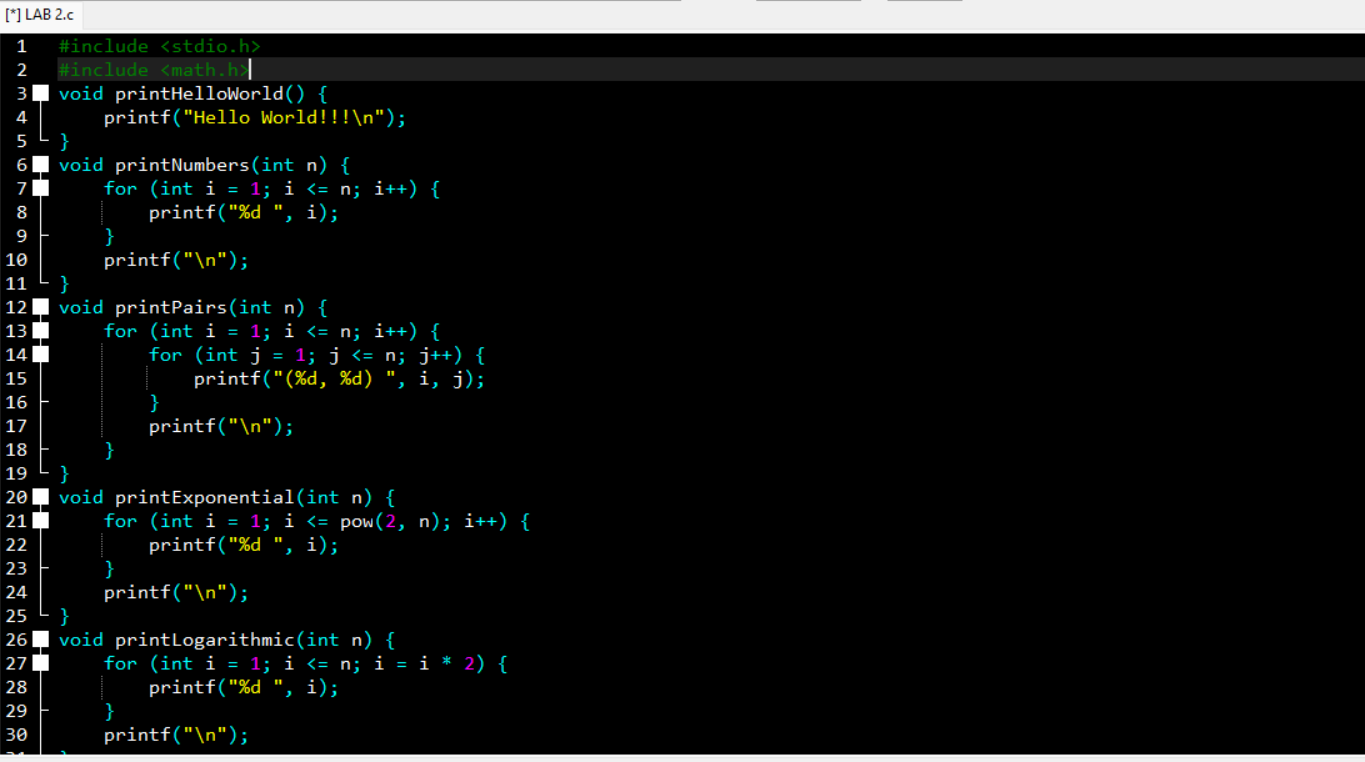 [*] LAB 2.c
1 #include <stdio.h>
2 #include <math.h>
3 void printHelloWorld() {
4     printf("Hello World!!!\n");
5 }
6 void printNumbers(int n) {
7     for (int i = 1; i <= n; i++) {
8         printf("%d ", i);
9     }
10     printf("\n");
11 }
12 void printPairs(int n) {
13     for (int i = 1; i <= n; i++) {
14         for (int j = 1; j <= n; j++) {
15             printf("(%d, %d) ", i, j);
16         }
17         printf("\n");
18     }
19 }
20 void printExponential(int n) {
21     for (int i = 1; i <= pow(2, n); i++) {
22         printf("%d ", i);
23     }
24     printf("\n");
25 }
26 void printLogarithmic(int n) {
27     for (int i = 1; i <= n; i = i * 2) {
28         printf("%d ", i);
29     }
30     printf("\n");